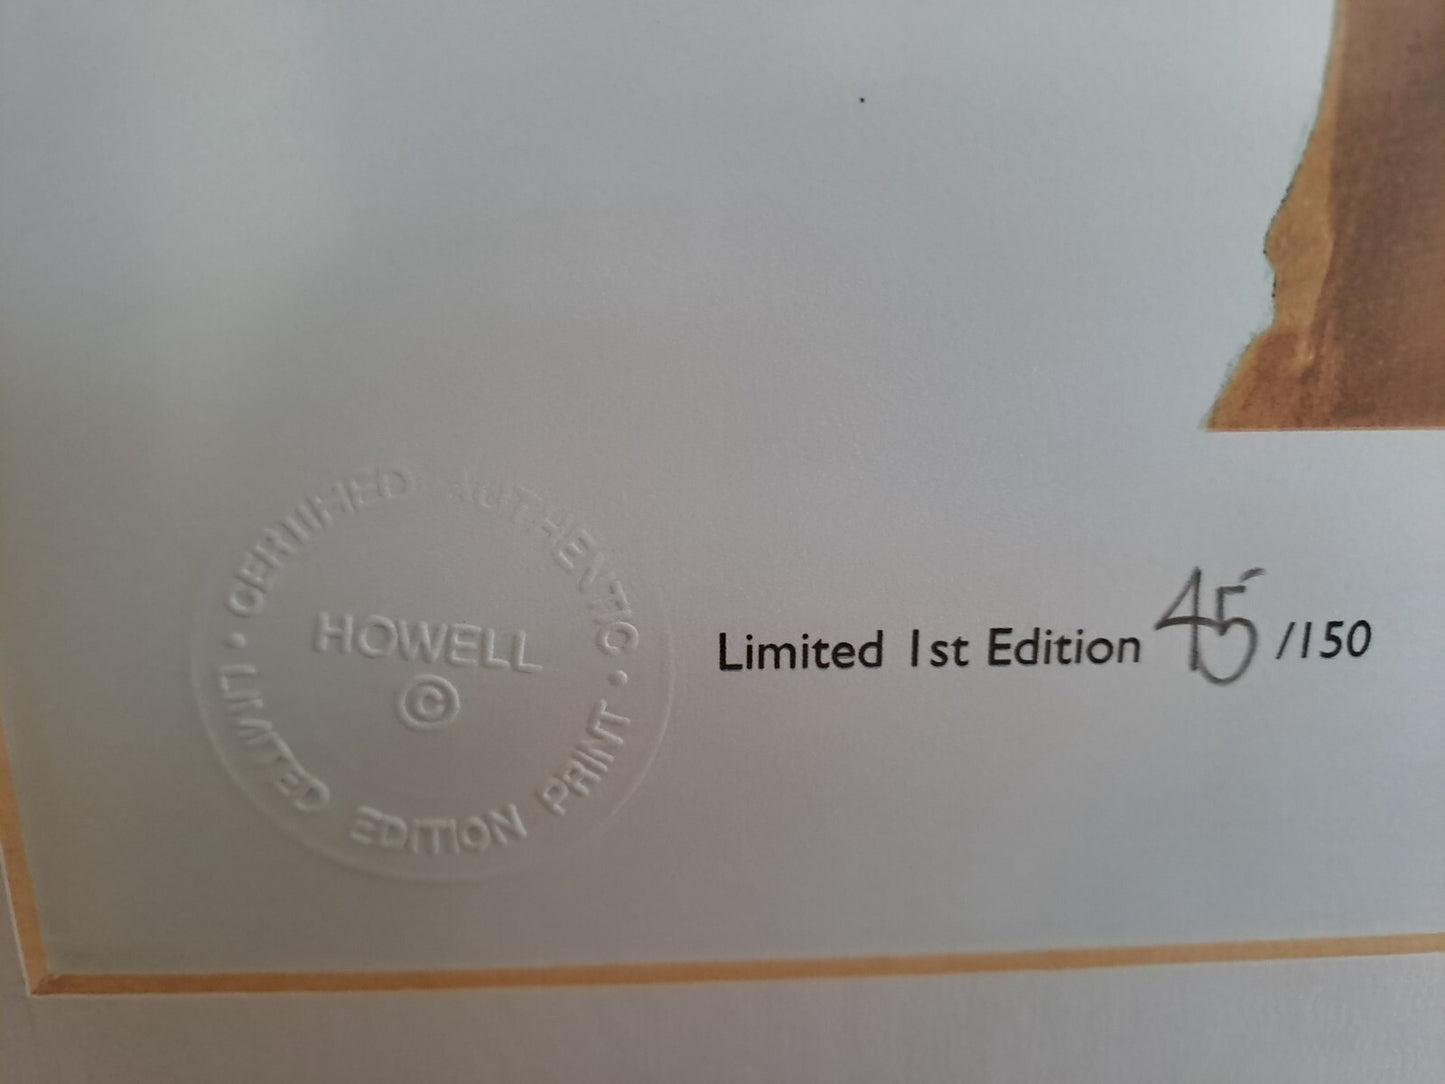 CERTIFIED AUTHENTIC •
LIMITED EDITION PRINT •
HOWELL
©
Limited 1st Edition 45/150